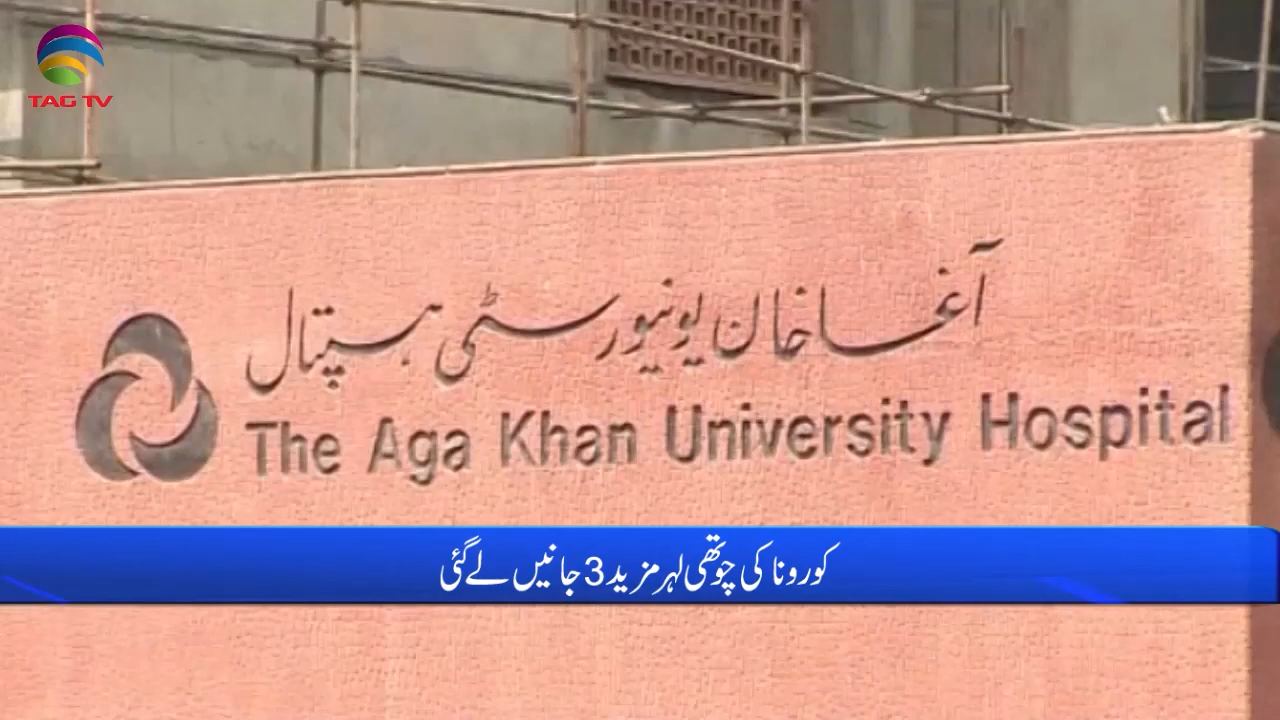 TAG TV
آغا خان یونیورسٹی ہسپتال
The Aga Khan University Hospital
کورونا کی چوتھی لہر مزید 3 جانیں لے گئی